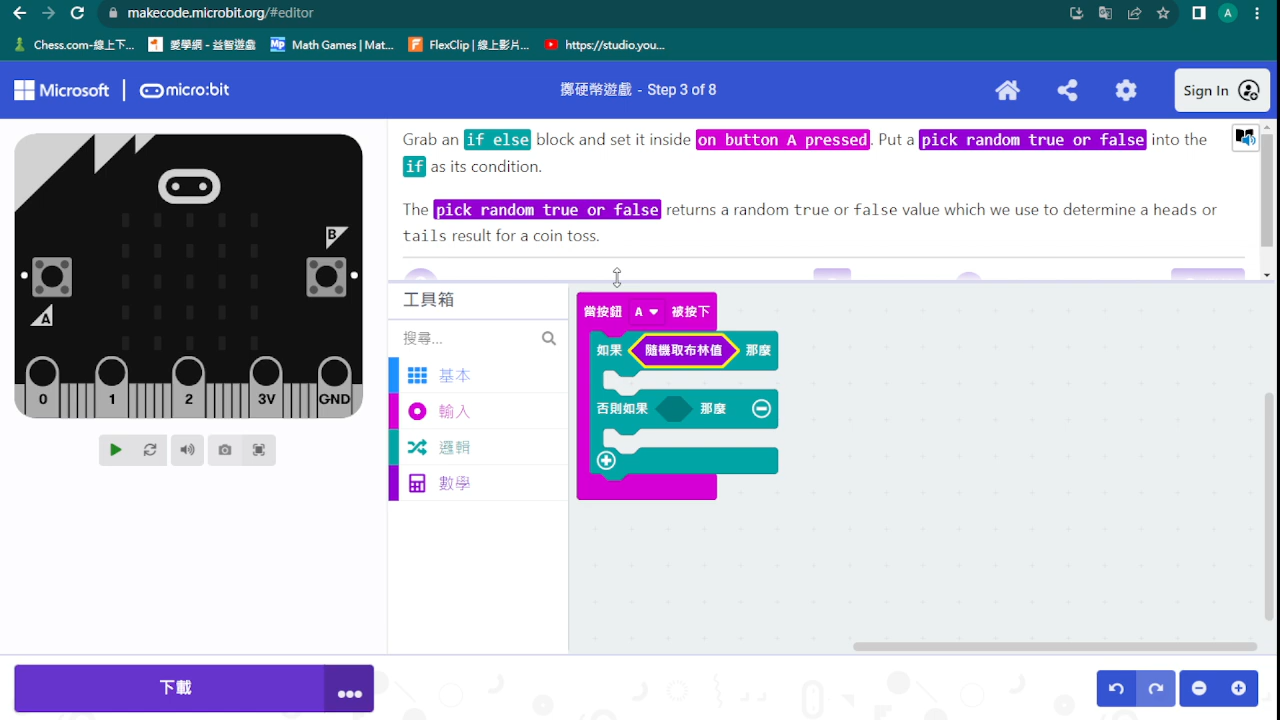 makecode.microbit.org/#editor
A
Chess.com-線上下...
愛學網 - 益智遊戲
Mp Math Games | Mat...
FlexClip | 線上影片...
https://studio.you...
Microsoft | micro:bit
擲硬幣遊戲 - Step 3 of 8
Sign In
Grab an if else block and set it inside on button A pressed. Put a pick random true or false into the
if as its condition.
The pick random true or false returns a random true or false value which we use to determine a heads or
tails result for a coin toss.
B
A
0 1 2 3V GND
工具箱
搜尋...
基本
輸入
邏輯
數學
當按鈕 A 被按下
如果 隨機取布林值 那麼
否則如果 那麼
下載